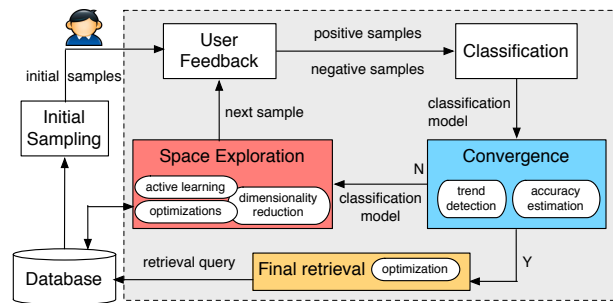 User
Feedback
positive samples
negative samples
Classification
initial samples
Initial
Sampling
next sample
classification
model
Space Exploration
active learning
optimizations
dimensionality
reduction
N
classification
model
Convergence
trend
detection
accuracy
estimation
Y
Database
retrieval query
Final retrieval
optimization